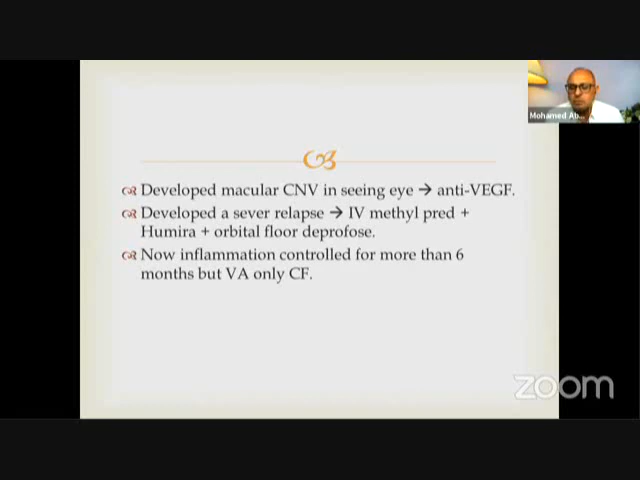 Mohamed
Developed macular CNV in seeing eye → anti-VEGF.
Developed a sever relapse → IV methyl pred +
Humira + orbital floor deprofose.
Now inflammation controlled for more than 6
months but VA only CF.
zoom